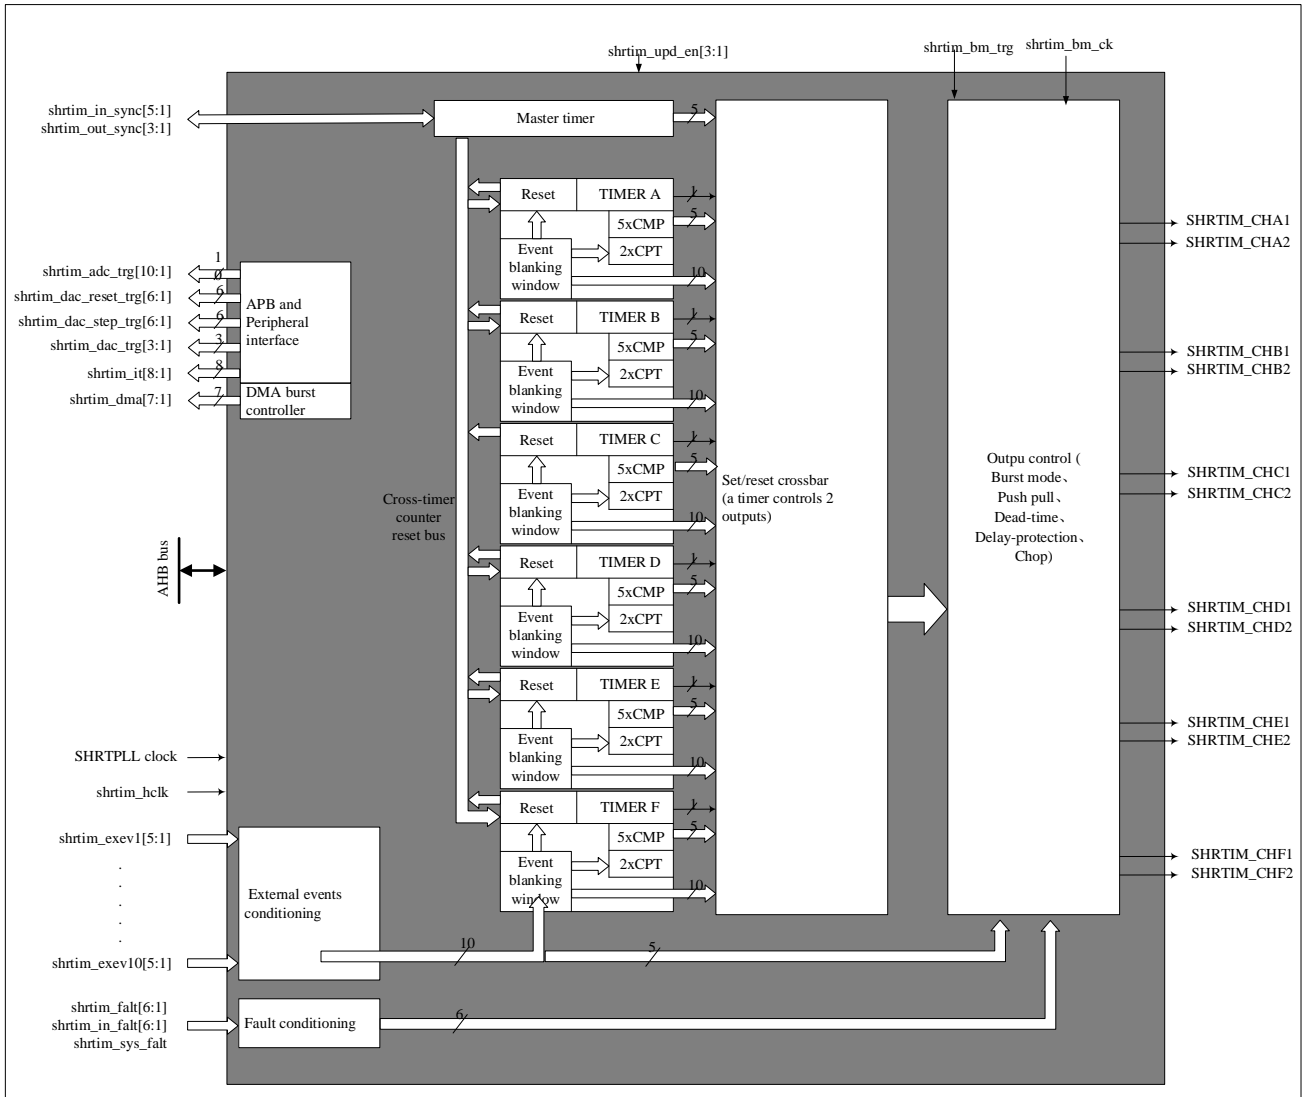 shrtim_upd_en[3:1]
shrtim_bm_trg
shrtim_bm_ck
shrtim_in_sync[5:1]
shrtim_out_sync[3:1]
Master timer
5
Reset
TIMER A
1
5xCMP
5
2xCPT
Event
blanking
window
10
shrtim_adc_trg[10:1]
1
0
shrtim_dac_reset_trg[6:1]
6
shrtim_dac_step_trg[6:1]
6
shrtim_dac_trg[3:1]
3
shrtim_it[8:1]
8
shrtim_dma[7:1]
7
APB and
Peripheral
interface
DMA burst
controller
Reset
TIMER B
1
5xCMP
5
2xCPT
Event
blanking
window
10
Reset
TIMER C
1
5xCMP
5
2xCPT
Event
blanking
window
10
Cross-timer
counter
reset bus
Set/reset crossbar
(a timer controls 2
outputs)
Outpu control (
Burst mode、
Push pull、
Dead-time、
Delay-protection、
Chop)
AHB bus
Reset
TIMER D
1
5xCMP
5
2xCPT
Event
blanking
window
10
Reset
TIMER E
1
5xCMP
5
2xCPT
Event
blanking
window
10
Reset
TIMER F
1
5xCMP
5
2xCPT
Event
blanking
window
10
SHRTIM_CHA1
SHRTIM_CHA2
SHRTIM_CHB1
SHRTIM_CHB2
SHRTIM_CHC1
SHRTIM_CHC2
SHRTIM_CHD1
SHRTIM_CHD2
SHRTIM_CHE1
SHRTIM_CHE2
SHRTIM_CHF1
SHRTIM_CHF2
SHRTPLL clock
shrtim_hclk
shrtim_exev1[5:1]
.
.
.
.
.
shrtim_exev10[5:1]
External events
conditioning
10
5
shrtim_falt[6:1]
shrtim_in_falt[6:1]
shrtim_sys_falt
Fault conditioning
6